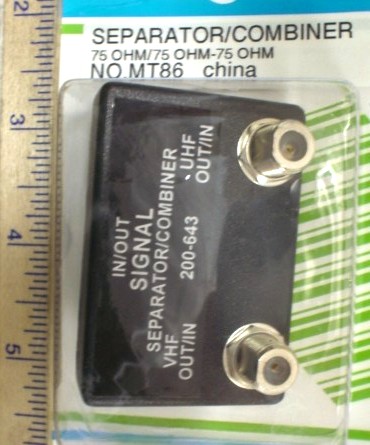 SEPARATOR/COMBINER
75 OHM/75 OHM-75 OHM
NO.MT86 china
IN/OUT
SIGNAL
SEPARATOR/COMBINER
VHF
OUT/IN
200-643
UHF
OUT/IN
2
3
4
5